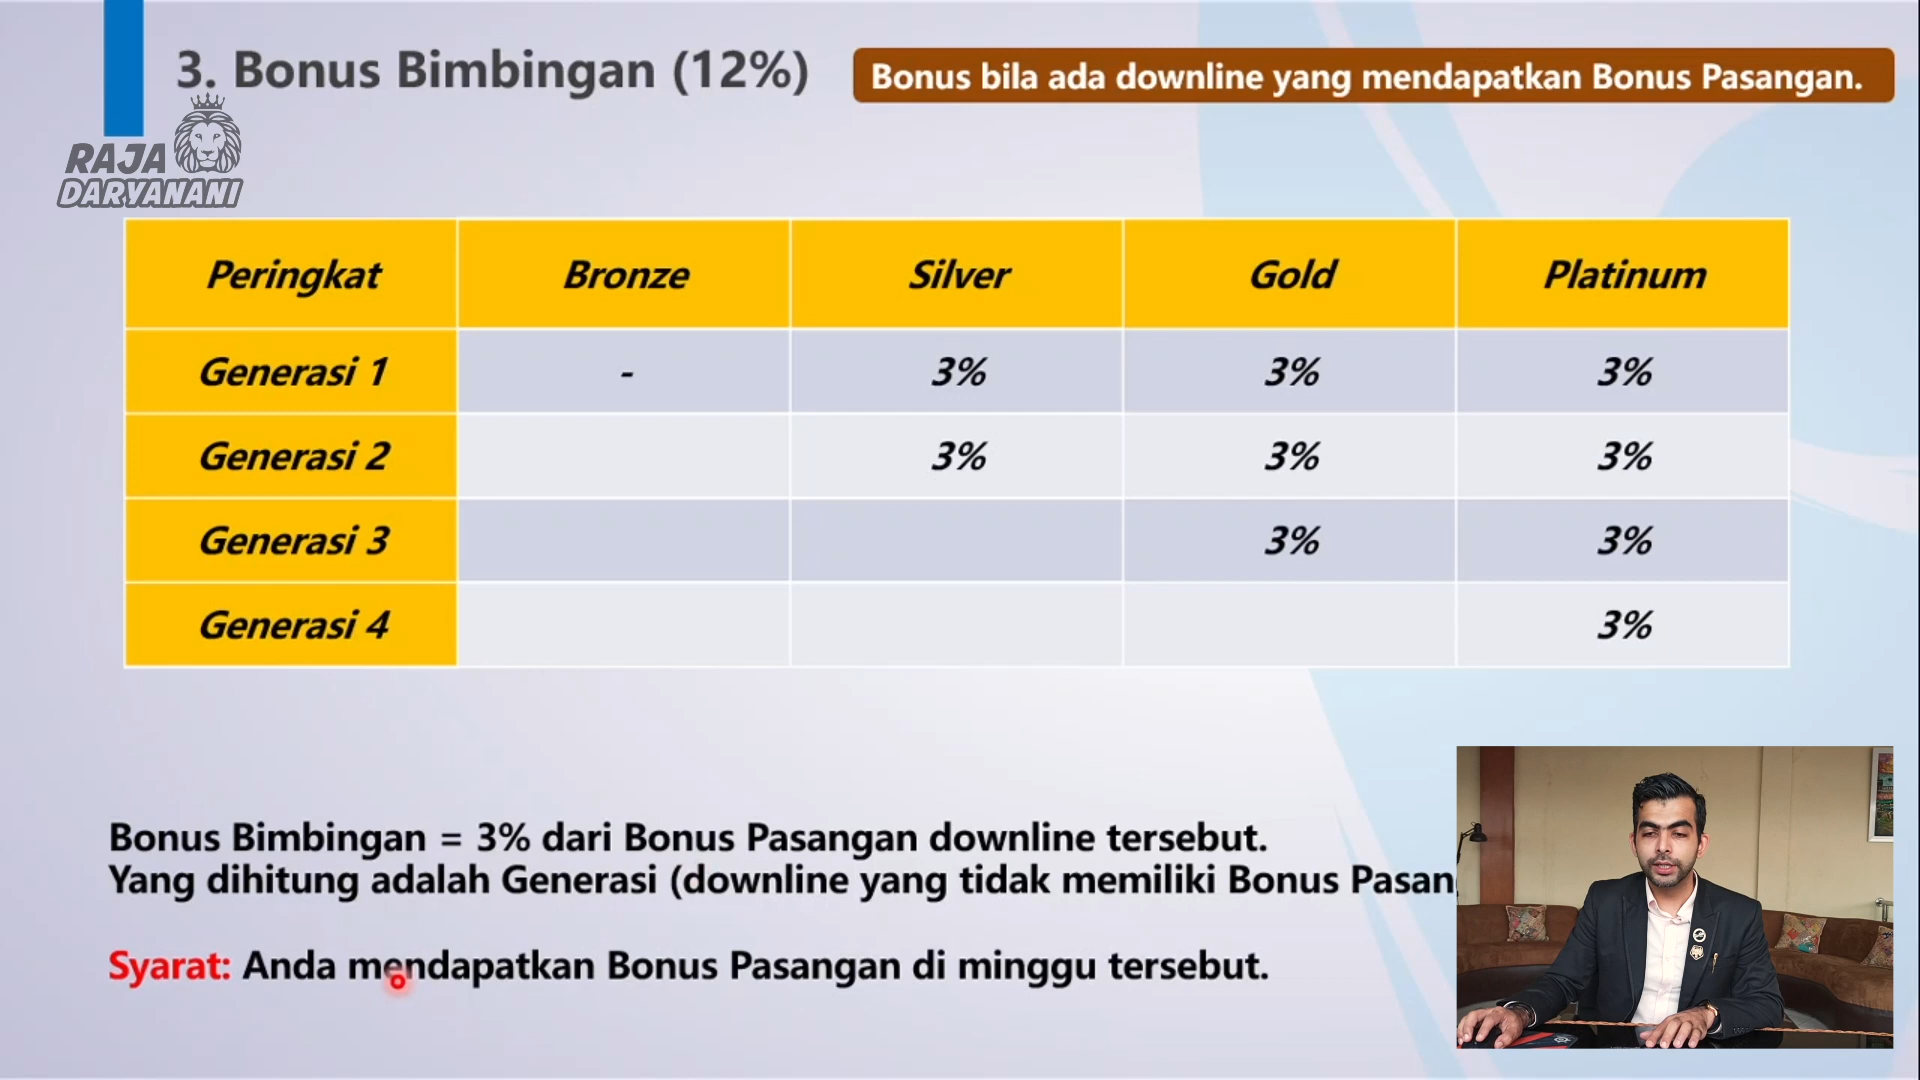 3. Bonus Bimbingan (12%)
Bonus bila ada downline yang mendapatkan Bonus Pasangan.
RAJA
DARYANANI
Peringkat Bronze Silver Gold Platinum
Generasi 1 - 3% 3% 3%
Generasi 2 3% 3% 3%
Generasi 3 3% 3%
Generasi 4 3%
Bonus Bimbingan = 3% dari Bonus Pasangan downline tersebut.
Yang dihitung adalah Generasi (downline yang tidak memiliki Bonus Pasan
Syarat: Anda mendapatkan Bonus Pasangan di minggu tersebut.